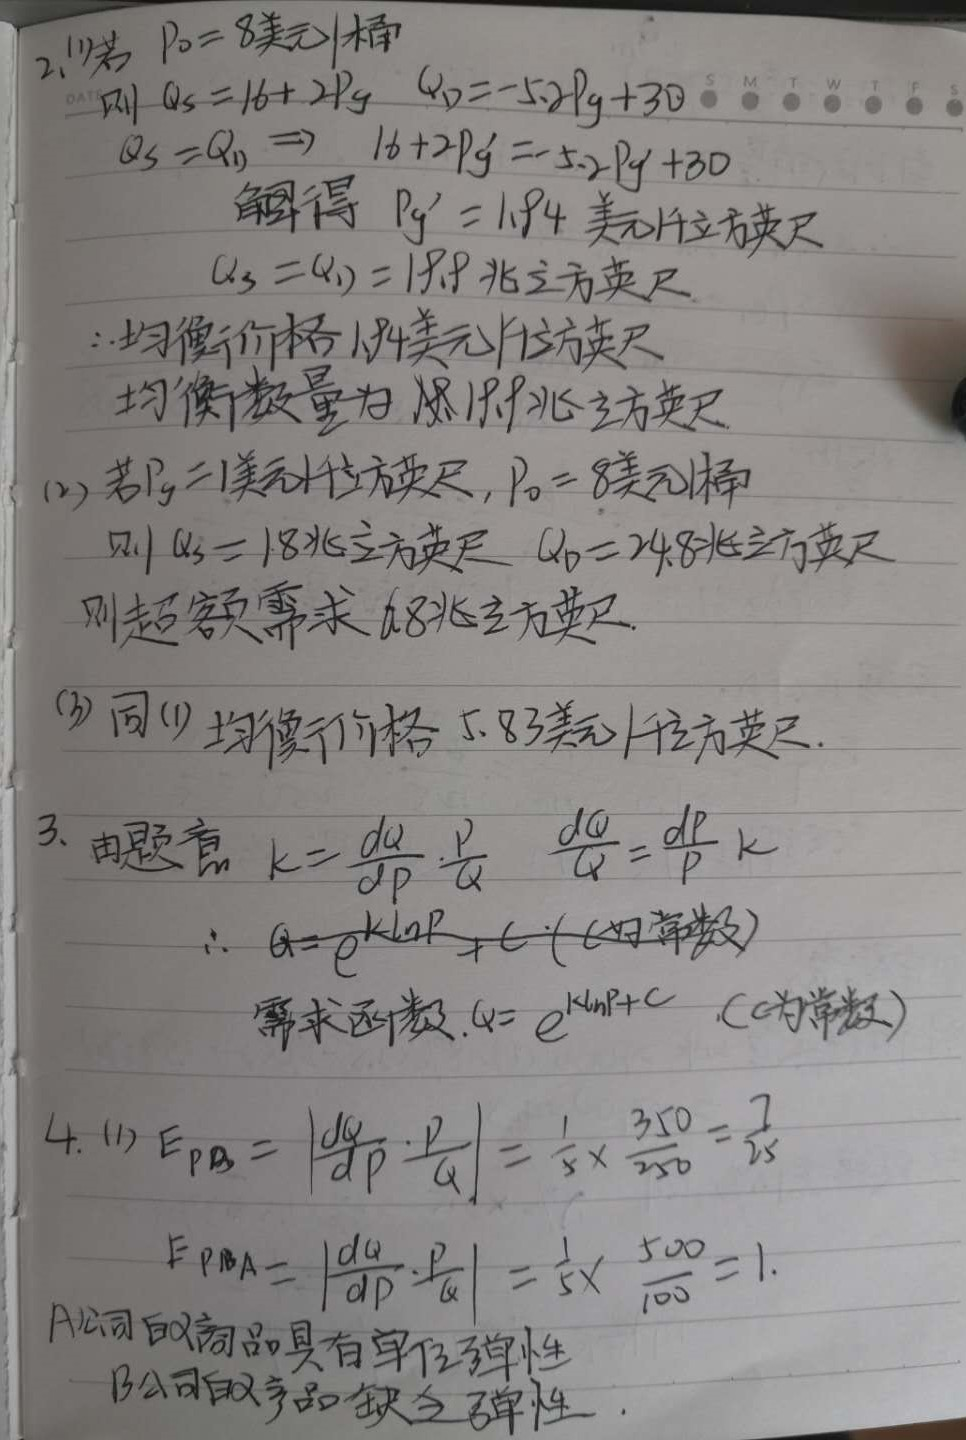 2.(1)若 P₀=8美元/桶
DATE 则 Qs=16+2Pg Q_D=-5.2Pg+30 S M T W T F S
Qs=Q_D ⇒ 16+2Pg'=-5.2Pg'+30
解得 Pg'=1.94 美元/千立方英尺
Qs=Q_D=19.9 兆立方英尺
∴均衡价格1.94美元/千立方英尺
均衡数量为 19.9兆立方英尺
(2) 若Pg=1美元/千立方英尺, P₀=8美元/桶
则 Qs=18兆立方英尺 Q_D=24.8兆立方英尺
则超额需求 6.8兆立方英尺.
(3) 同(1) 均衡价格 5.83美元/千立方英尺.
3. 由题意 k=dQ/dP·P/Q dQ/Q=dP/P k
∴ Q=e^{klnP}+C (C为常数)
需求函数.Q=e^{klnP+C} .(C为常数)
4.(1) E_PB=|dQ/dP·P/Q|=1/5×350/250=7/25
E_PA=|dQ/dP·P/Q|=1/5×500/100=1.
A公司的商品具有单位弹性
B公司的产品缺乏弹性.